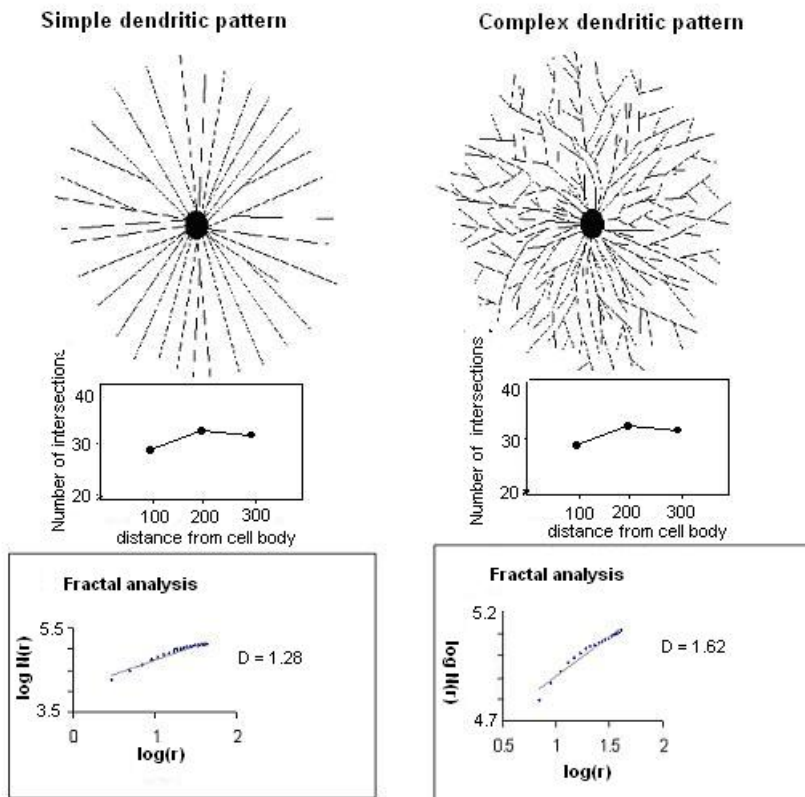 Simple dendritic pattern
Complex dendritic pattern
Number of intersections
40
30
20
100 200 300
distance from cell body
Number of intersections
40
30
20
100 200 300
distance from cell body
Fractal analysis
log N(r)
5.5
3.5
D = 1.28
0 1 2
log(r)
Fractal analysis
log N(r)
5.2
4.7
D = 1.62
0.5 1 1.5 2
log(r)